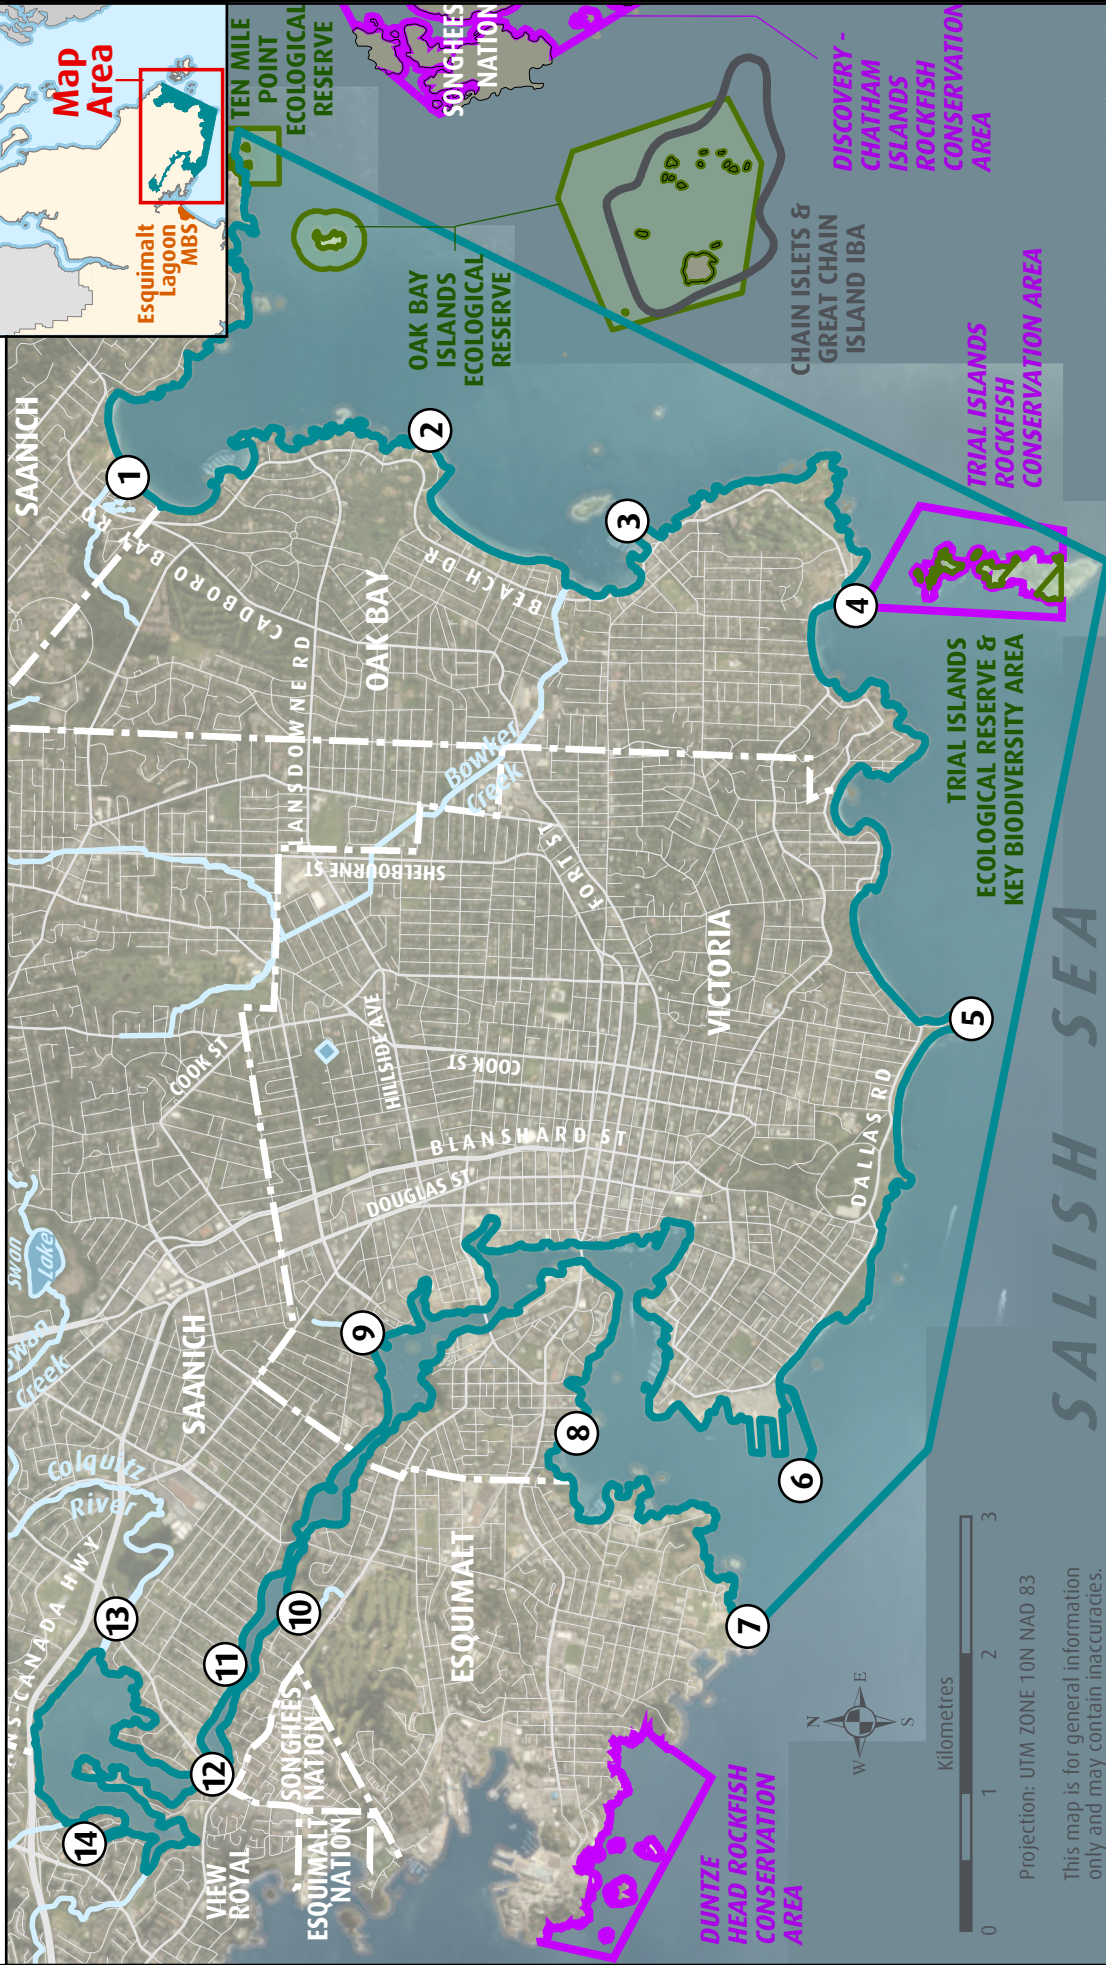 Map
Area
Esquimalt
Lagoon
MBS
TEN MILE
POINT
ECOLOGICAL
RESERVE
SONGHEES
NATION
DISCOVERY -
CHATHAM
ISLANDS
ROCKFISH
CONSERVATION
AREA
OAK BAY
ISLANDS
ECOLOGICAL
RESERVE
CHAIN ISLETS &
GREAT CHAIN
ISLAND IBA
TRIAL ISLANDS
ROCKFISH
CONSERVATION AREA
TRIAL ISLANDS
ECOLOGICAL RESERVE &
KEY BIODIVERSITY AREA
SAANICH
1
2
3
4
5
6
7
8
9
10
11
12
13
14
CADBORO BAY RD
BEACH DR
OAK BAY
LANSDOWNE RD
Bowker
Creek
SHELBOURNE ST
FORT ST
VICTORIA
COOK ST
HILLSIDE AVE
COOK ST
BLANSHARD ST
DOUGLAS ST
DALLAS RD
Swan
Lake
Swan
Creek
SAANICH
Colquitz
River
ANS-CANADA HWY
ESQUIMALT
SONGHEES
NATION
ESQUIMALT
NATION
VIEW
ROYAL
DUNTZE
HEAD ROCKFISH
CONSERVATION
AREA
SALISH SEA
N
W
E
S
Kilometres
0
1
2
3
Projection: UTM ZONE 10N NAD 83
This map is for general information
only and may contain inaccuracies.